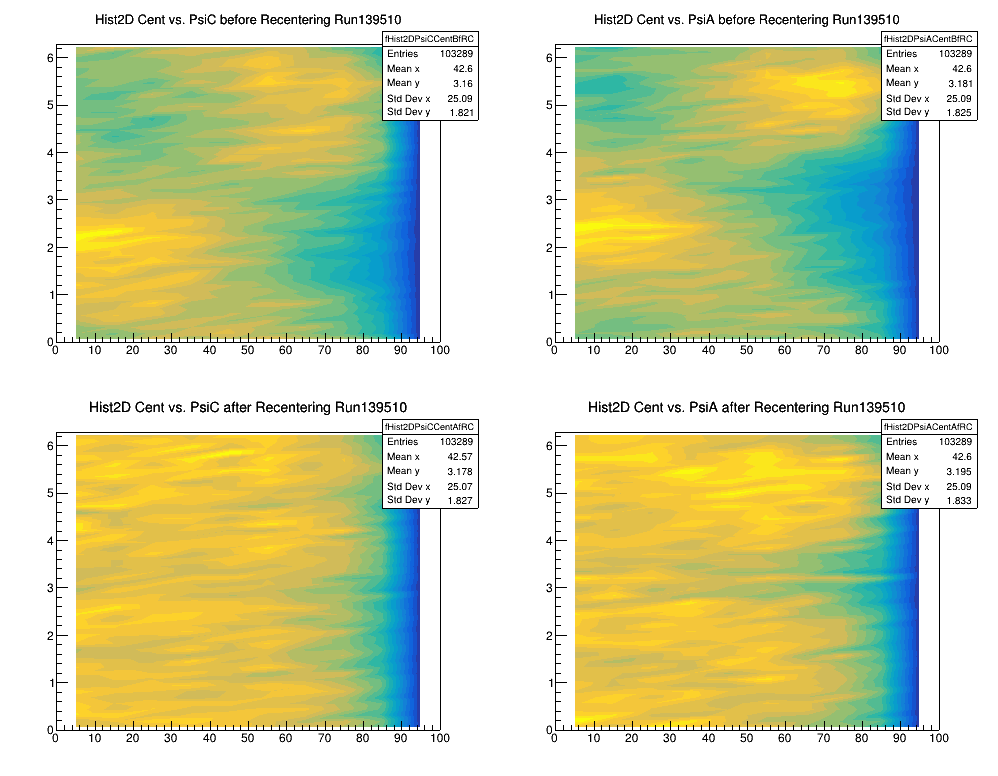 Hist2D Cent vs. PsiC before Recentering Run139510
fHist2DPsiCCentBfRC
Entries 103289
Mean x 42.6
Mean y 3.16
Std Dev x 25.09
Std Dev y 1.821
6
5
4
3
2
1
0
0 10 20 30 40 50 60 70 80 90 100
Hist2D Cent vs. PsiA before Recentering Run139510
fHist2DPsiACentBfRC
Entries 103289
Mean x 42.6
Mean y 3.181
Std Dev x 25.09
Std Dev y 1.825
6
5
4
3
2
1
0
0 10 20 30 40 50 60 70 80 90 100
Hist2D Cent vs. PsiC after Recentering Run139510
fHist2DPsiCCentAfRC
Entries 103289
Mean x 42.57
Mean y 3.178
Std Dev x 25.07
Std Dev y 1.827
6
5
4
3
2
1
0
0 10 20 30 40 50 60 70 80 90 100
Hist2D Cent vs. PsiA after Recentering Run139510
fHist2DPsiACentAfRC
Entries 103289
Mean x 42.6
Mean y 3.195
Std Dev x 25.09
Std Dev y 1.833
6
5
4
3
2
1
0
0 10 20 30 40 50 60 70 80 90 100